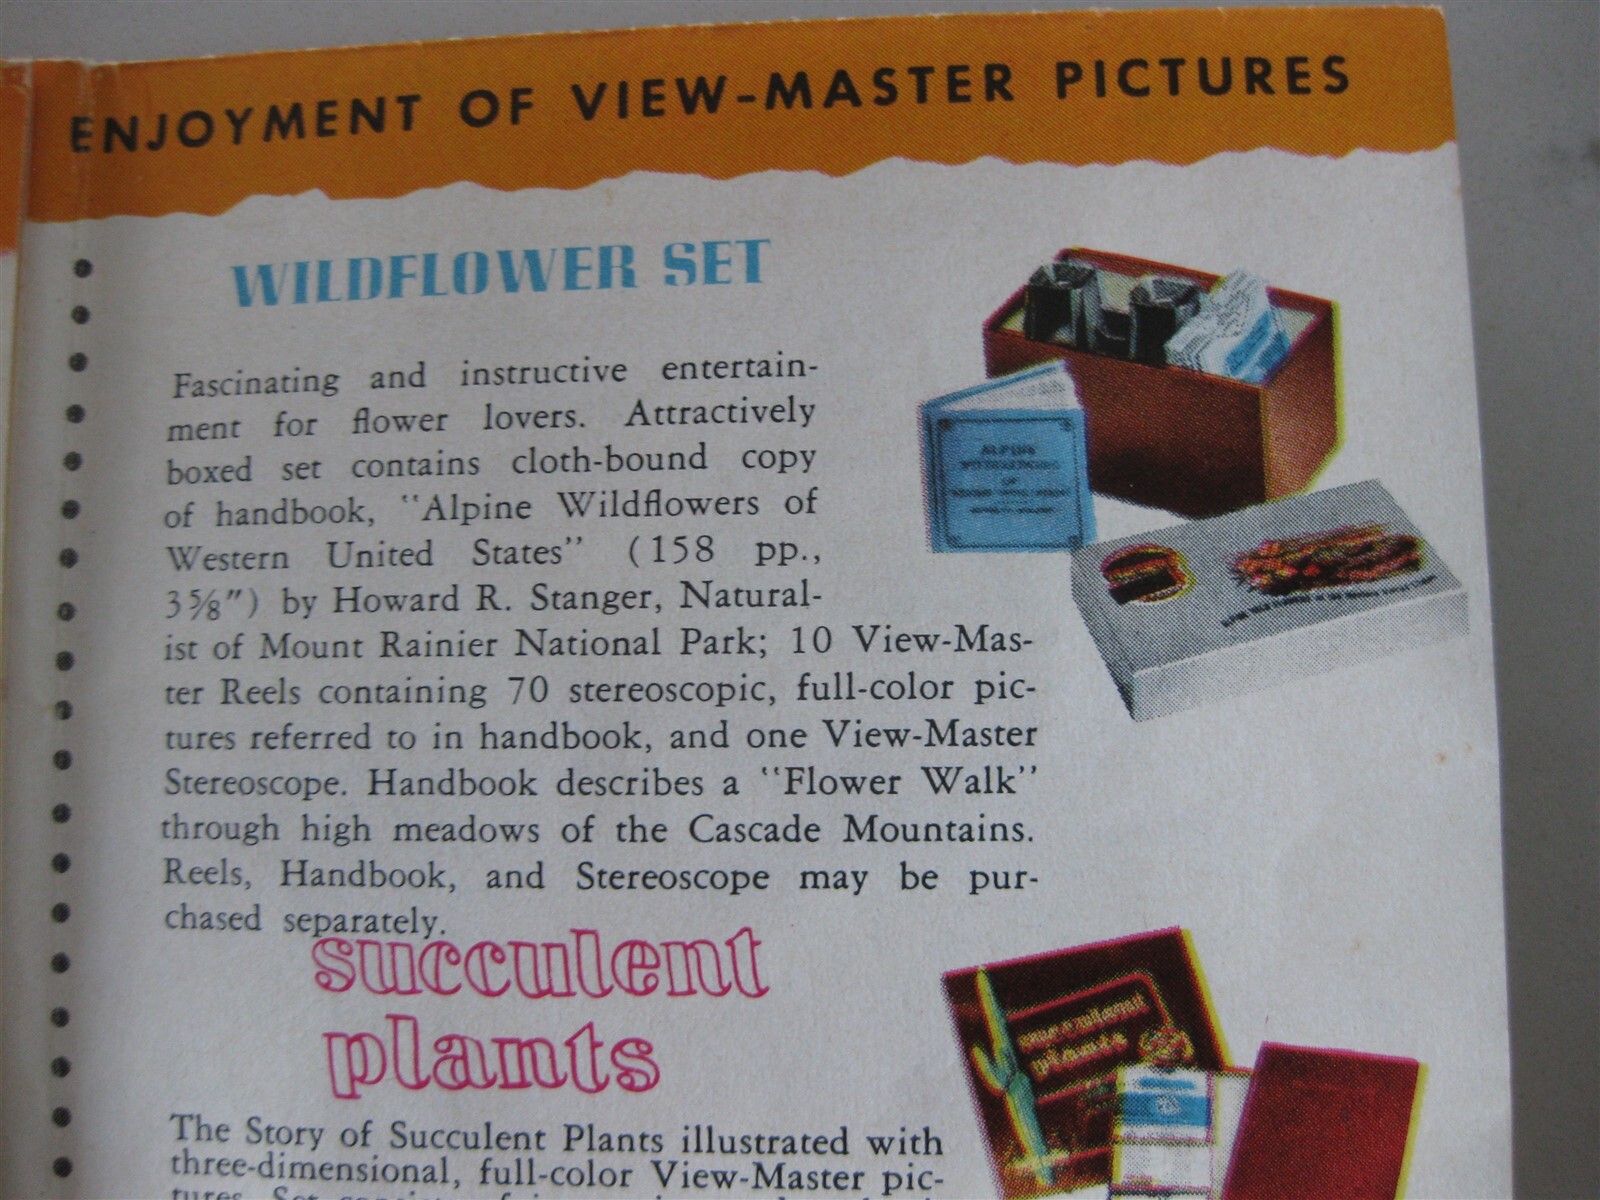 ENJOYMENT OF VIEW-MASTER PICTURES
WILDFLOWER SET
Fascinating and instructive entertain-
ment for flower lovers. Attractively
boxed set contains cloth-bound copy
of handbook, "Alpine Wildflowers of
Western United States" (158 pp.,
3⅝") by Howard R. Stanger, Natural-
ist of Mount Rainier National Park; 10 View-Mas-
ter Reels containing 70 stereoscopic, full-color pic-
tures referred to in handbook, and one View-Master
Stereoscope. Handbook describes a "Flower Walk"
through high meadows of the Cascade Mountains.
Reels, Handbook, and Stereoscope may be pur-
chased separately.
ALPINE
succulent
plants
succulent
plants
The Story of Succulent Plants illustrated with
three-dimensional, full-color View-Master pic-